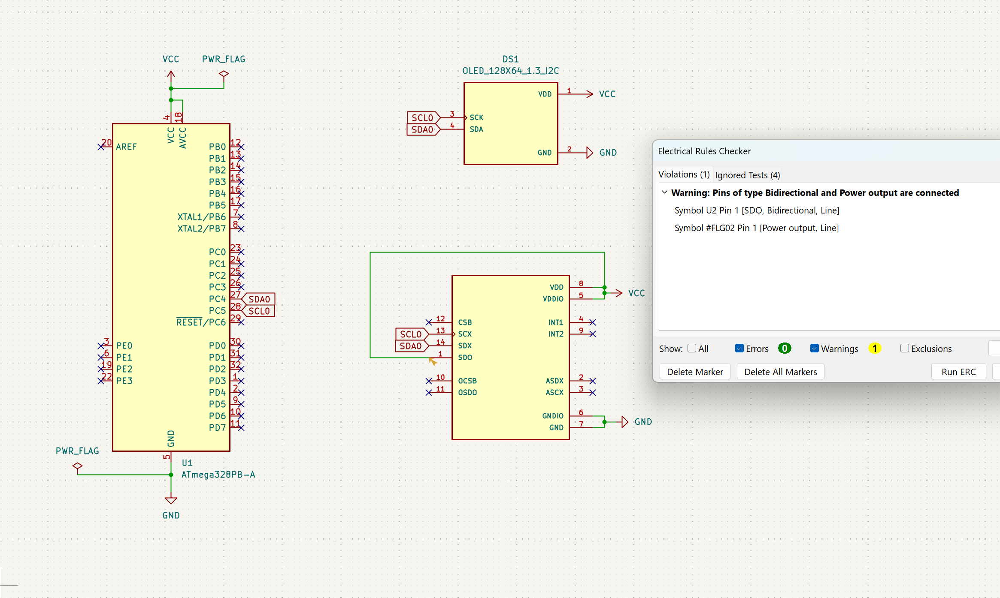 VCC
PWR_FLAG
4
18
VCC
AVCC
20
AREF
PB0
12
PB1
13
PB2
14
PB3
15
PB4
16
PB5
17
XTAL1/PB6
7
XTAL2/PB7
8
PC0
23
PC1
24
PC2
25
PC3
26
PC4
27
SDA0
PC5
28
SCL0
RESET/PC6
29
3
PE0
6
PE1
19
PE2
22
PE3
PD0
30
PD1
31
PD2
32
PD3
1
PD4
2
PD5
9
PD6
10
PD7
11
GND
5
PWR_FLAG
U1
ATmega328PB-A
GND
DS1
OLED_128X64_1.3_I2C
VDD
1
VCC
SCL0
3
SCK
SDA0
4
SDA
GND
2
GND
VDD
8
VDDIO
5
VCC
12
CSB
INT1
4
SCL0
13
SCX
INT2
9
SDA0
14
SDX
1
SDO
10
OCSB
ASDX
2
11
OSDO
ASCX
3
GNDIO
6
GND
7
GND
Electrical Rules Checker
Violations (1)
Ignored Tests (4)
Warning: Pins of type Bidirectional and Power output are connected
Symbol U2 Pin 1 [SDO, Bidirectional, Line]
Symbol #FLG02 Pin 1 [Power output, Line]
Show:
All
Errors
0
Warnings
1
Exclusions
Delete Marker
Delete All Markers
Run ERC